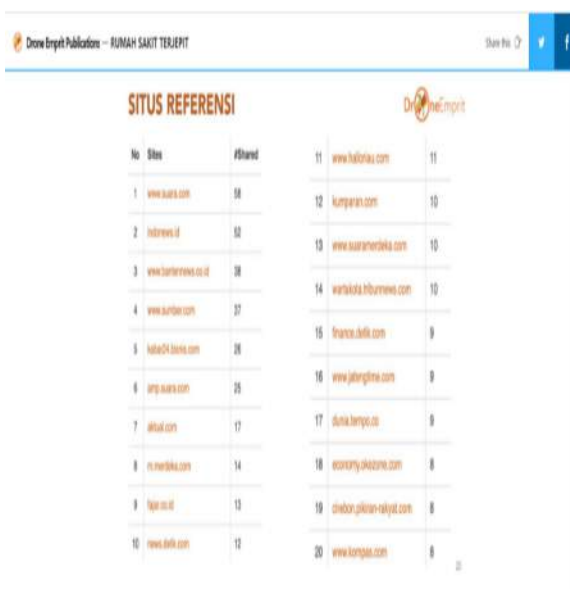 Drone Emprit Publications — RUMAH SAKIT TERJEPIT
Share this
SITUS REFERENSI
DroneEmprit
No Sites #Shared
1 www.suara.com 58
2 indonews.id 52
3 www.bantennews.co.id 38
4 www.sumber.com 37
5 kabar24.bisnis.com 26
6 amp.suara.com 25
7 aktual.com 17
8 m.merdeka.com 14
9 fajar.co.id 13
10 news.detik.com 12
11 www.halloriau.com 11
12 kumparan.com 10
13 www.suaramerdeka.com 10
14 wartakota.tribunnews.com 10
15 finance.detik.com 9
16 www.jatengtime.com 9
17 dunia.tempo.co 9
18 economy.okezone.com 8
19 cirebon.pikiran-rakyat.com 8
20 www.kompas.com 8